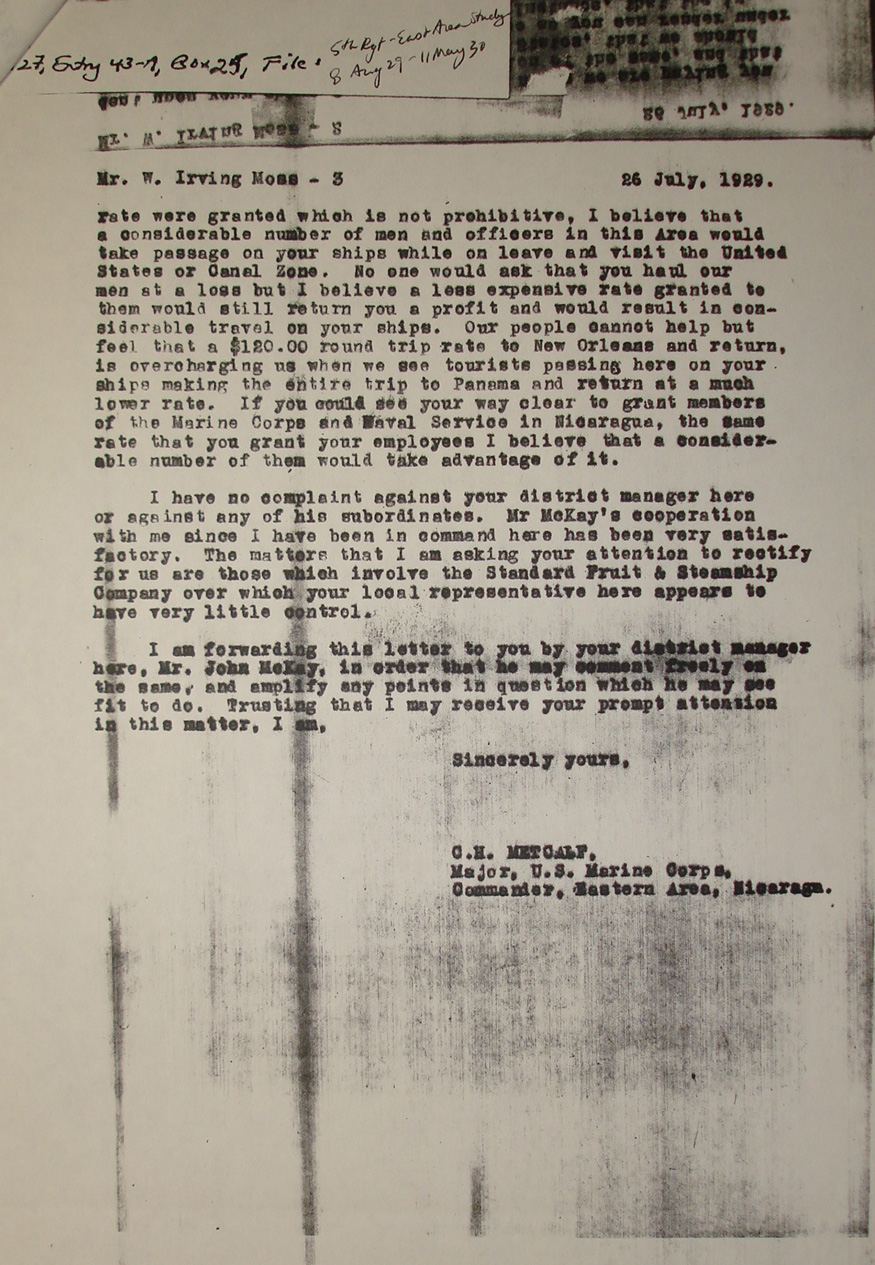 127, Entry 43-A, Box 25, File:
5th Rgt - East Area Study
8 Aug 29 - 11 May 30
Mr. W. Irving Moss - 3 26 July, 1929.
rate were granted which is not prohibitive, I believe that
a considerable number of men and officers in this Area would
take passage on your ships while on leave and visit the United
States or Canal Zone. No one would ask that you haul our
men at a loss but I believe a less expensive rate granted to
them would still return you a profit and would result in con-
siderable travel on your ships. Our people cannot help but
feel that a $120.00 round trip rate to New Orleans and return,
is overcharging us when we see tourists passing here on your
ships making the entire trip to Panama and return at a much
lower rate. If you could see your way clear to grant members
of the Marine Corps and Naval Service in Nicaragua, the same
rate that you grant your employees I believe that a consider-
able number of them would take advantage of it.
I have no complaint against your district manager here
or against any of his subordinates. Mr McKay's cooperation
with me since I have been in command here has been very satis-
factory. The matters that I am asking your attention to rectify
for us are those which involve the Standard Fruit & Steamship
Company over which your local representative here appears to
have very little control.
I am forwarding this letter to you by your district manager
here, Mr. John McKay, in order that he may comment freely on
the same, and amplify any points in question which he may see
fit to do. Trusting that I may receive your prompt attention
in this matter, I am,
Sincerely yours,
C.H. METCALF,
Major, U.S. Marine Corps,
Commander, Eastern Area, Nicaragua.